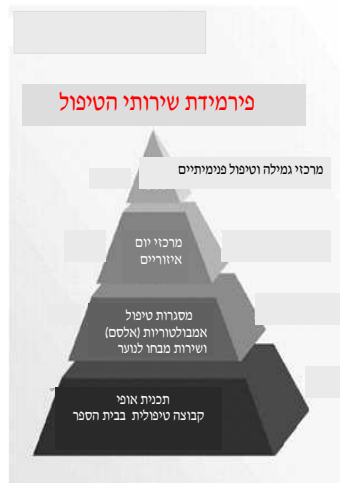 פירמידת שירותי הטיפול
מרכזי גמילה וטיפול פנימיתיים
מרכזי יום
איזוריים
מסגרות טיפול
אמבולטוריות (אלסם)
ושירות מבחן לנוער
תכנית אופי
קבוצה טיפולית בבית הספר